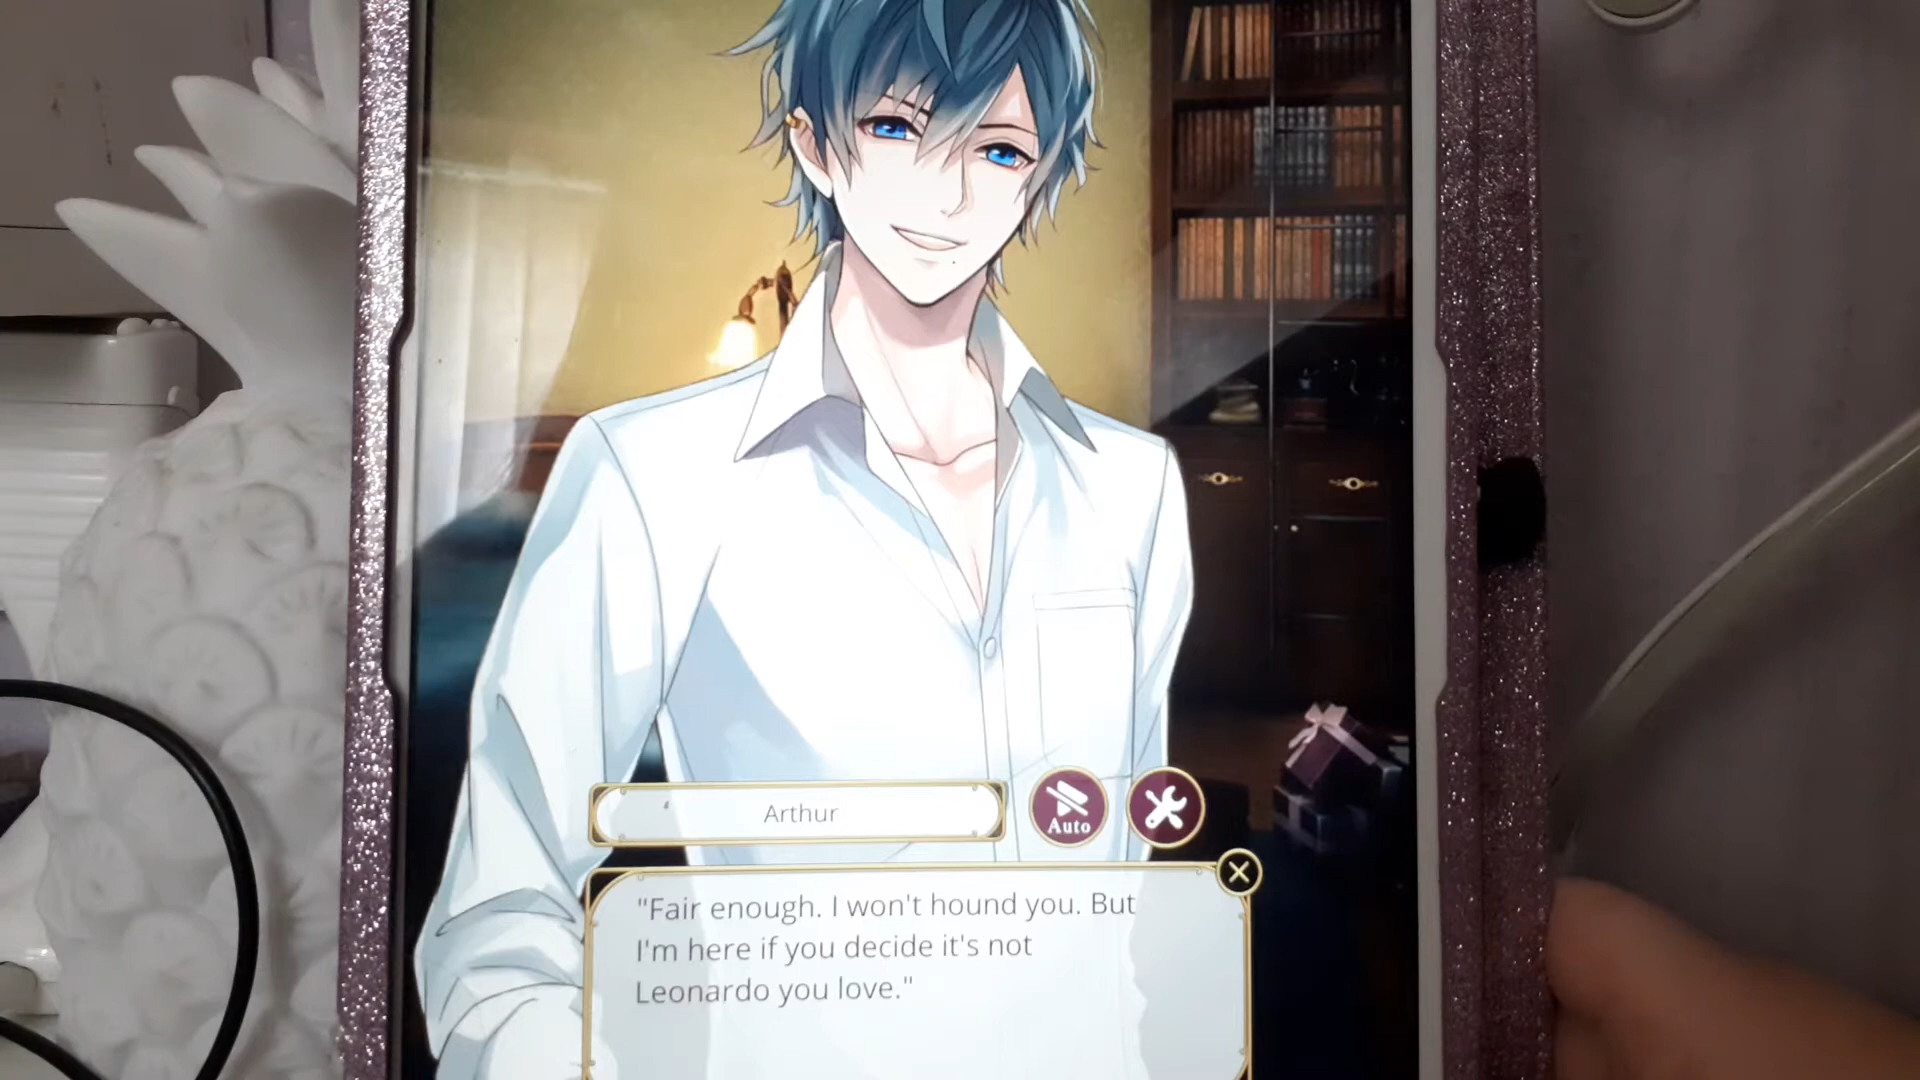 Arthur
Auto
"Fair enough. I won't hound you. But
I'm here if you decide it's not
Leonardo you love."